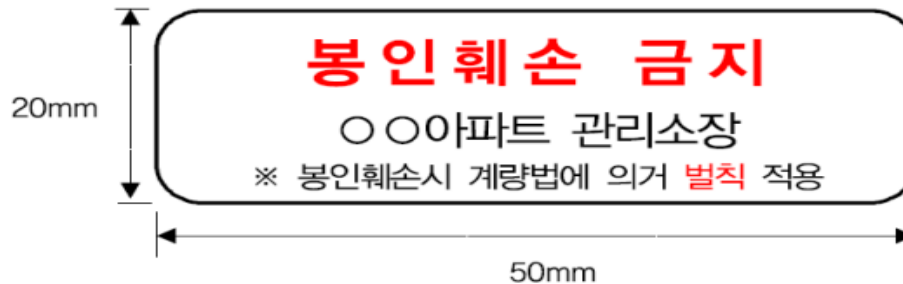 봉인훼손 금지
20mm
○○아파트 관리소장
※ 봉인훼손시 계량법에 의거 벌칙 적용
50mm